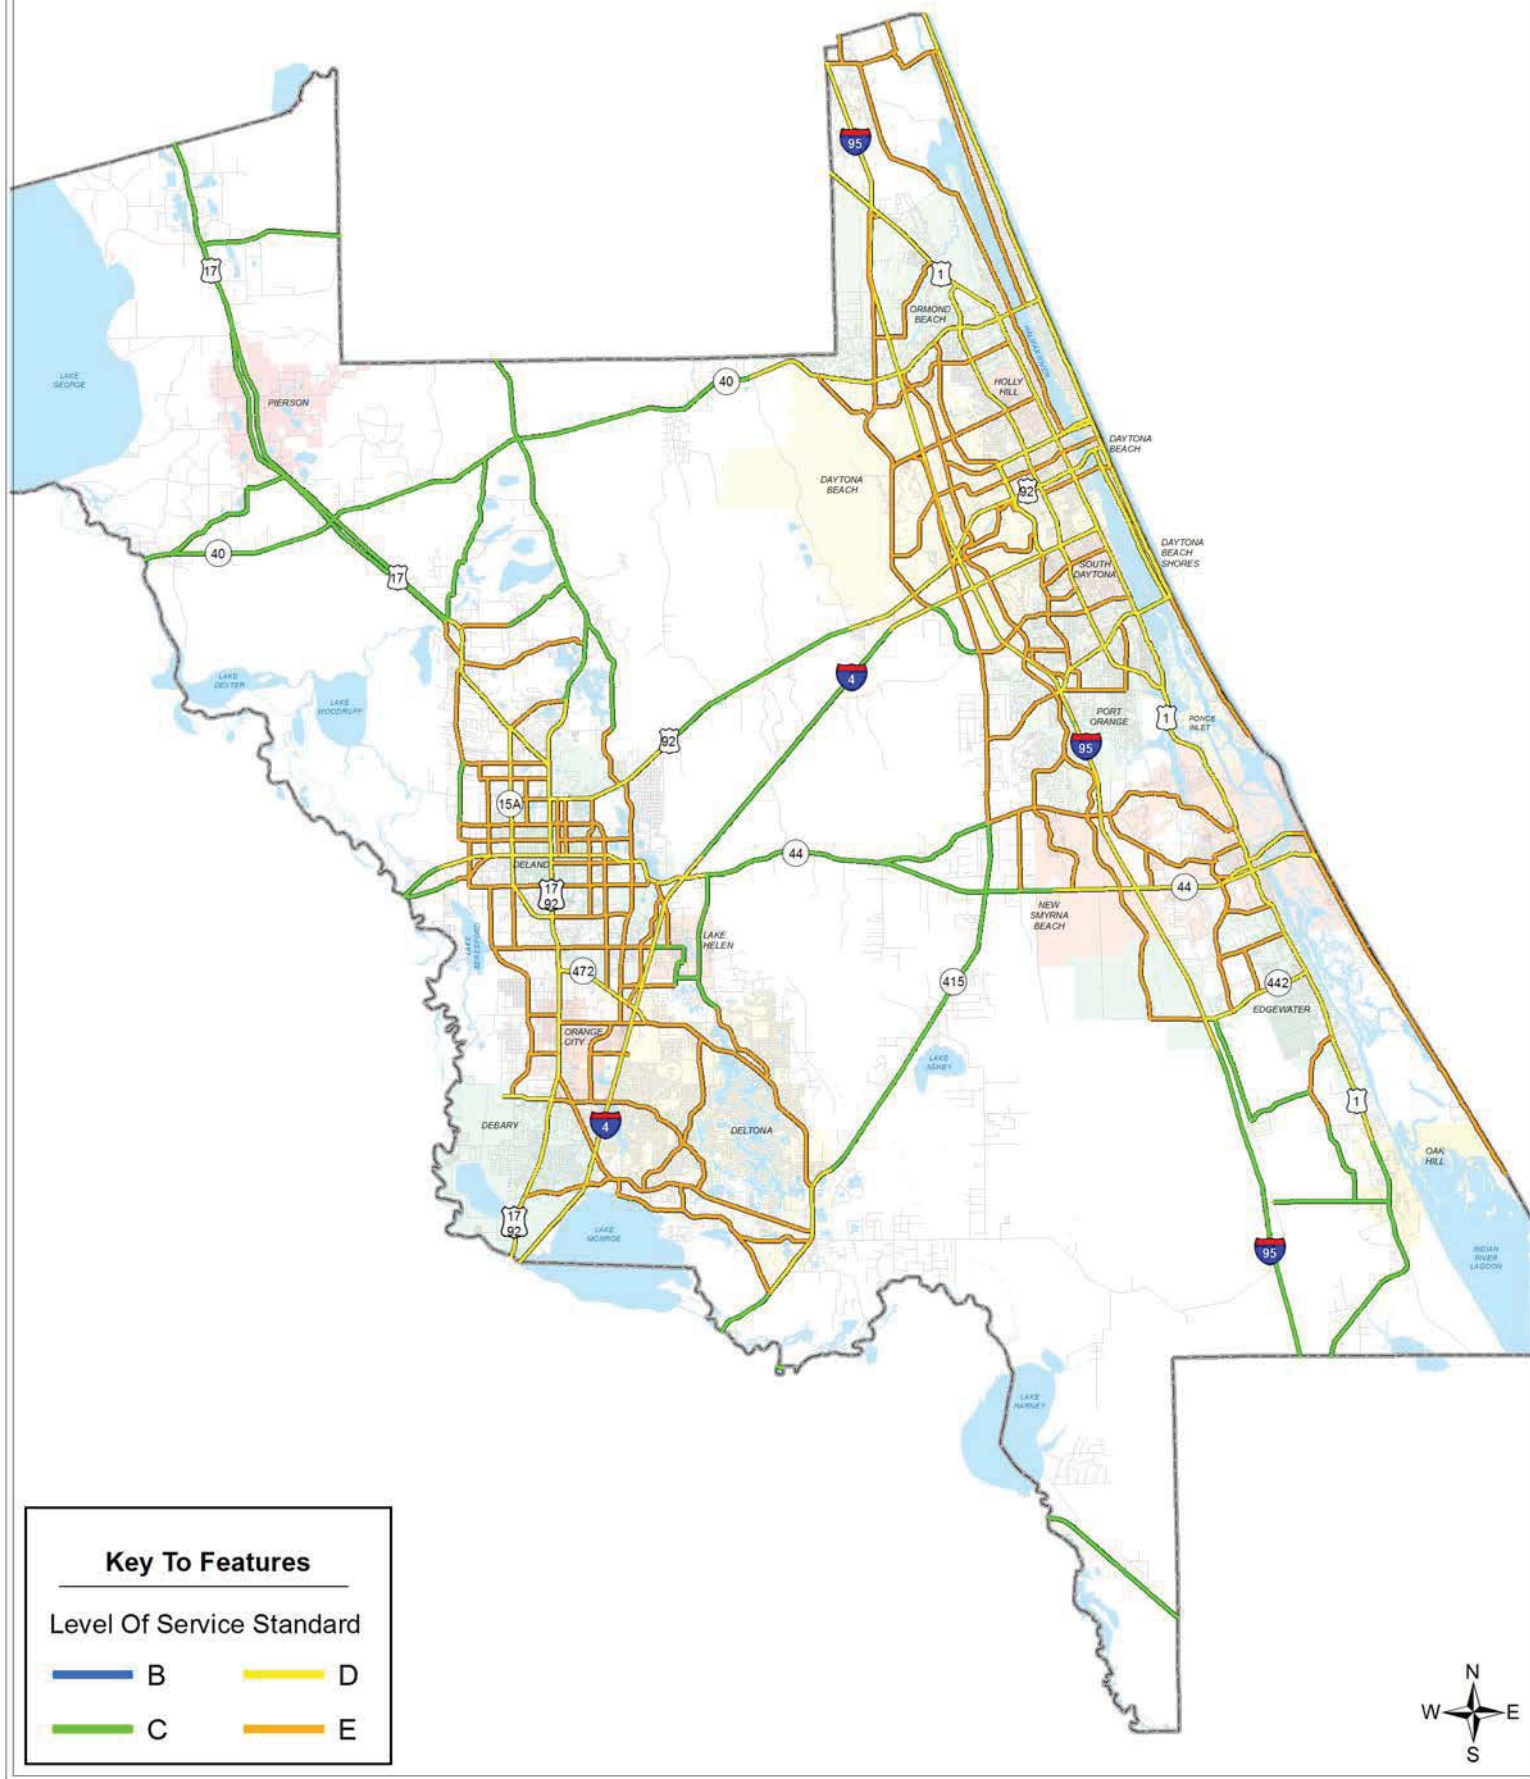 95
1
ORMOND
BEACH
HALIFAX RIVER
17
LAKE
GEORGE
PIERSON
40
HOLLY
HILL
DAYTONA
BEACH
DAYTONA
BEACH
92
40
17
DAYTONA
BEACH
SHORES
SOUTH
DAYTONA
LAKE
DEXTER
LAKE
WOODRUFF
4
92
PORT
ORANGE
1
PONCE
INLET
95
15A
44
DELAND
17
92
44
NEW
SMYRNA
BEACH
LAKE
BERESFORD
LAKE
HELEN
472
415
442
EDGEWATER
ORANGE
CITY
LAKE
ASHBY
1
4
DEBARY
DELTONA
OAK
HILL
17
92
LAKE
MONROE
95
INDIAN
RIVER
LAGOON
LAKE
HARNEY
Key To Features
Level Of Service Standard
B
D
C
E
N
W
E
S